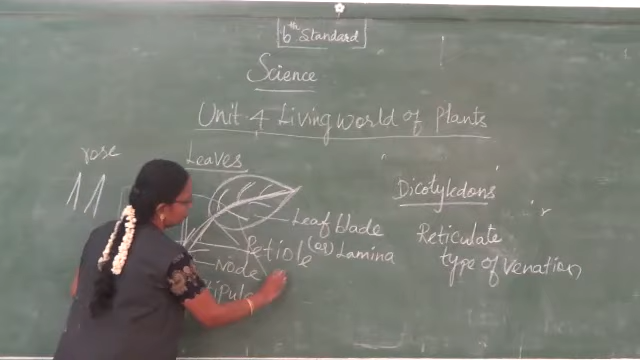 6th Standard
Science
Unit 4 Living world of Plants
rose
Leaves
Leaf blade
(or) Lamina
Petiole
Node
Dicotyledons
Reticulate
type of venation